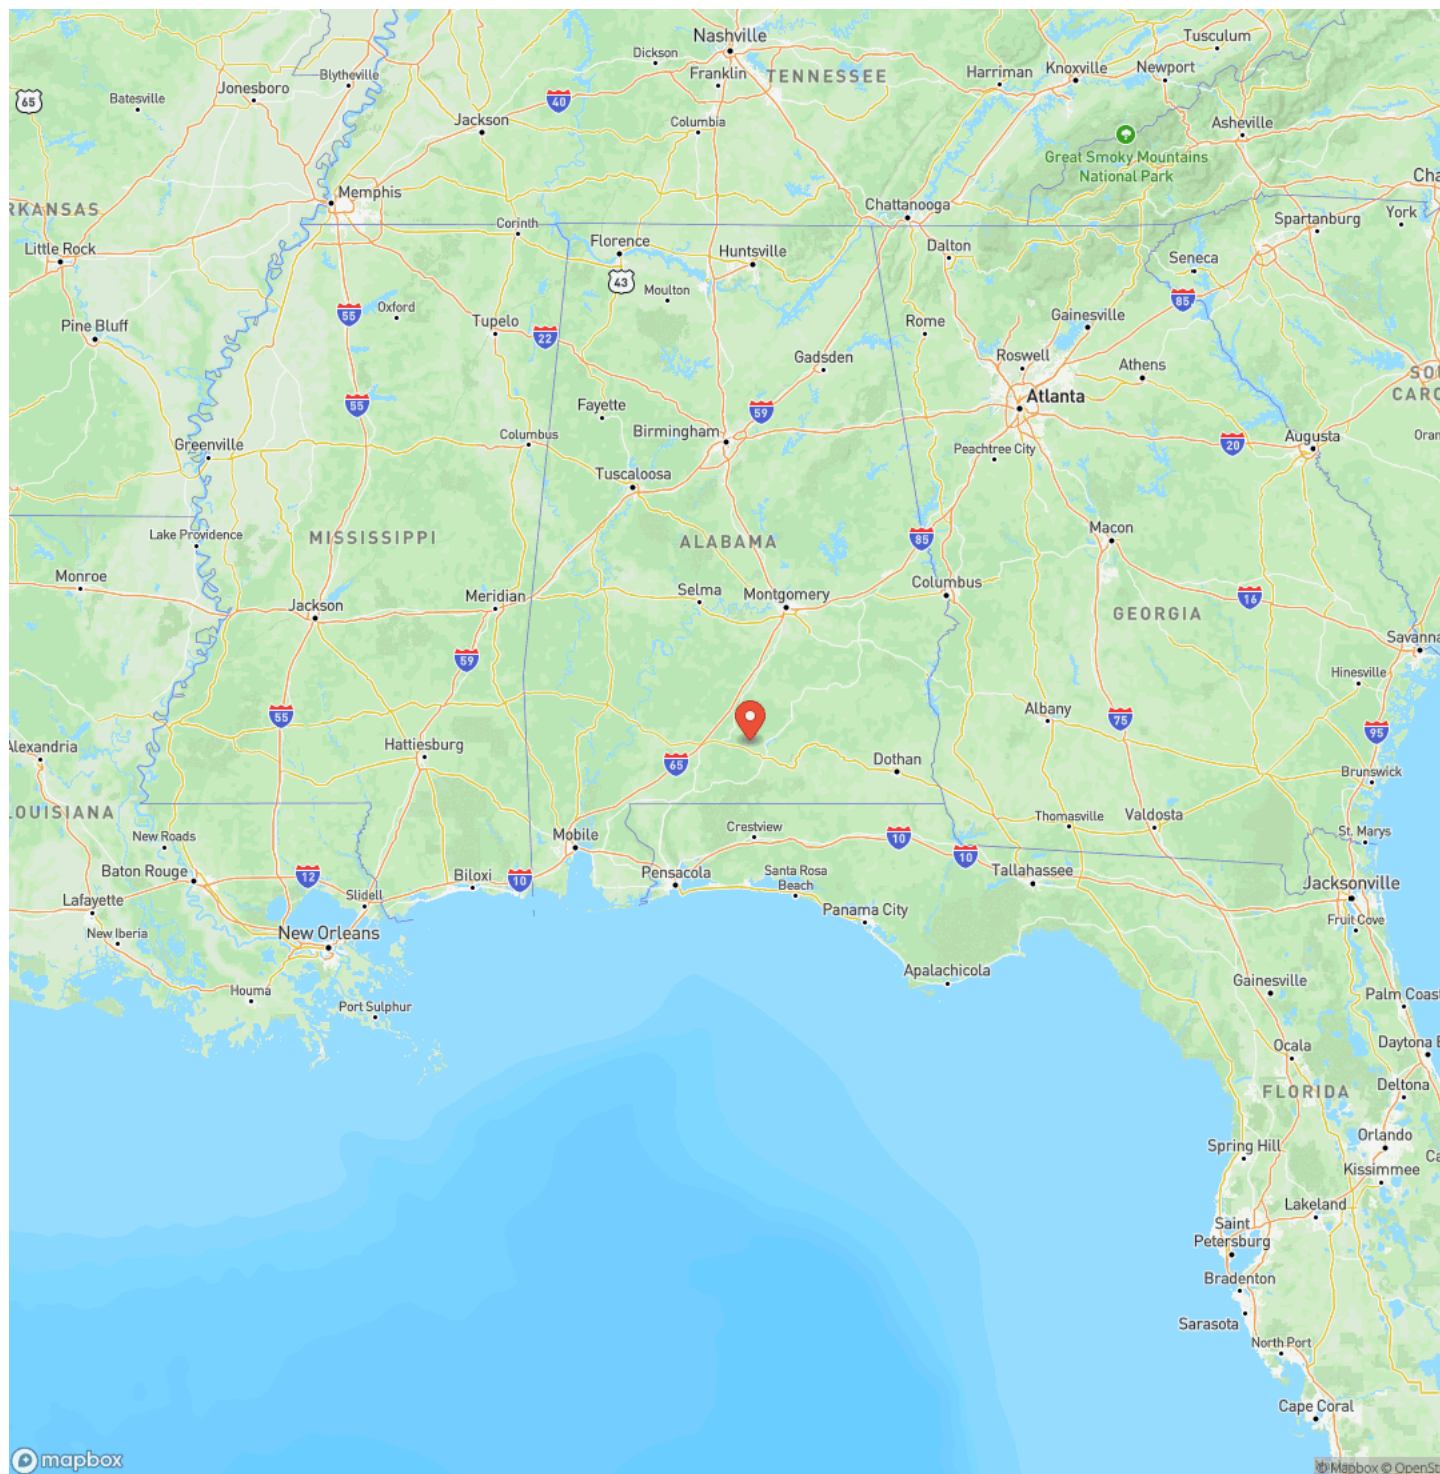 Nashville
Tusculum
Dickson
Franklin
TENNESSEE
Harriman
Knoxville
Newport
Blytheville
Jonesboro
Batesville
65
40
Jackson
Columbia
Asheville
Great Smoky Mountains
National Park
Memphis
Chattanooga
Spartanburg
York
Corinth
Florence
Huntsville
Dalton
Little Rock
Seneca
43
Moulton
85
55
Oxford
Tupelo
22
Rome
Gainesville
Pine Bluff
Gadsden
Roswell
Athens
55
Fayette
59
Atlanta
Greenville
Columbus
Birmingham
Peachtree City
20
Augusta
Tuscaloosa
Lake Providence
MISSISSIPPI
ALABAMA
85
Macon
Monroe
Jackson
Meridian
Selma
Montgomery
Columbus
16
GEORGIA
59
Hinesville
55
Albany
75
95
Hattiesburg
65
Dothan
Brunswick
New Roads
Mobile
Crestview
10
Thomasville
Valdosta
St. Marys
10
Baton Rouge
12
Slidell
Biloxi
10
Pensacola
Santa Rosa
Beach
Tallahassee
Jacksonville
Lafayette
Panama City
Fruit Cove
New Iberia
New Orleans
Houma
Port Sulphur
Apalachicola
Gainesville
Ocala
Deltona
FLORIDA
Orlando
Spring Hill
Kissimmee
Lakeland
Saint
Petersburg
Bradenton
Sarasota
North Port
Cape Coral
mapbox
© Mapbox © OpenSt